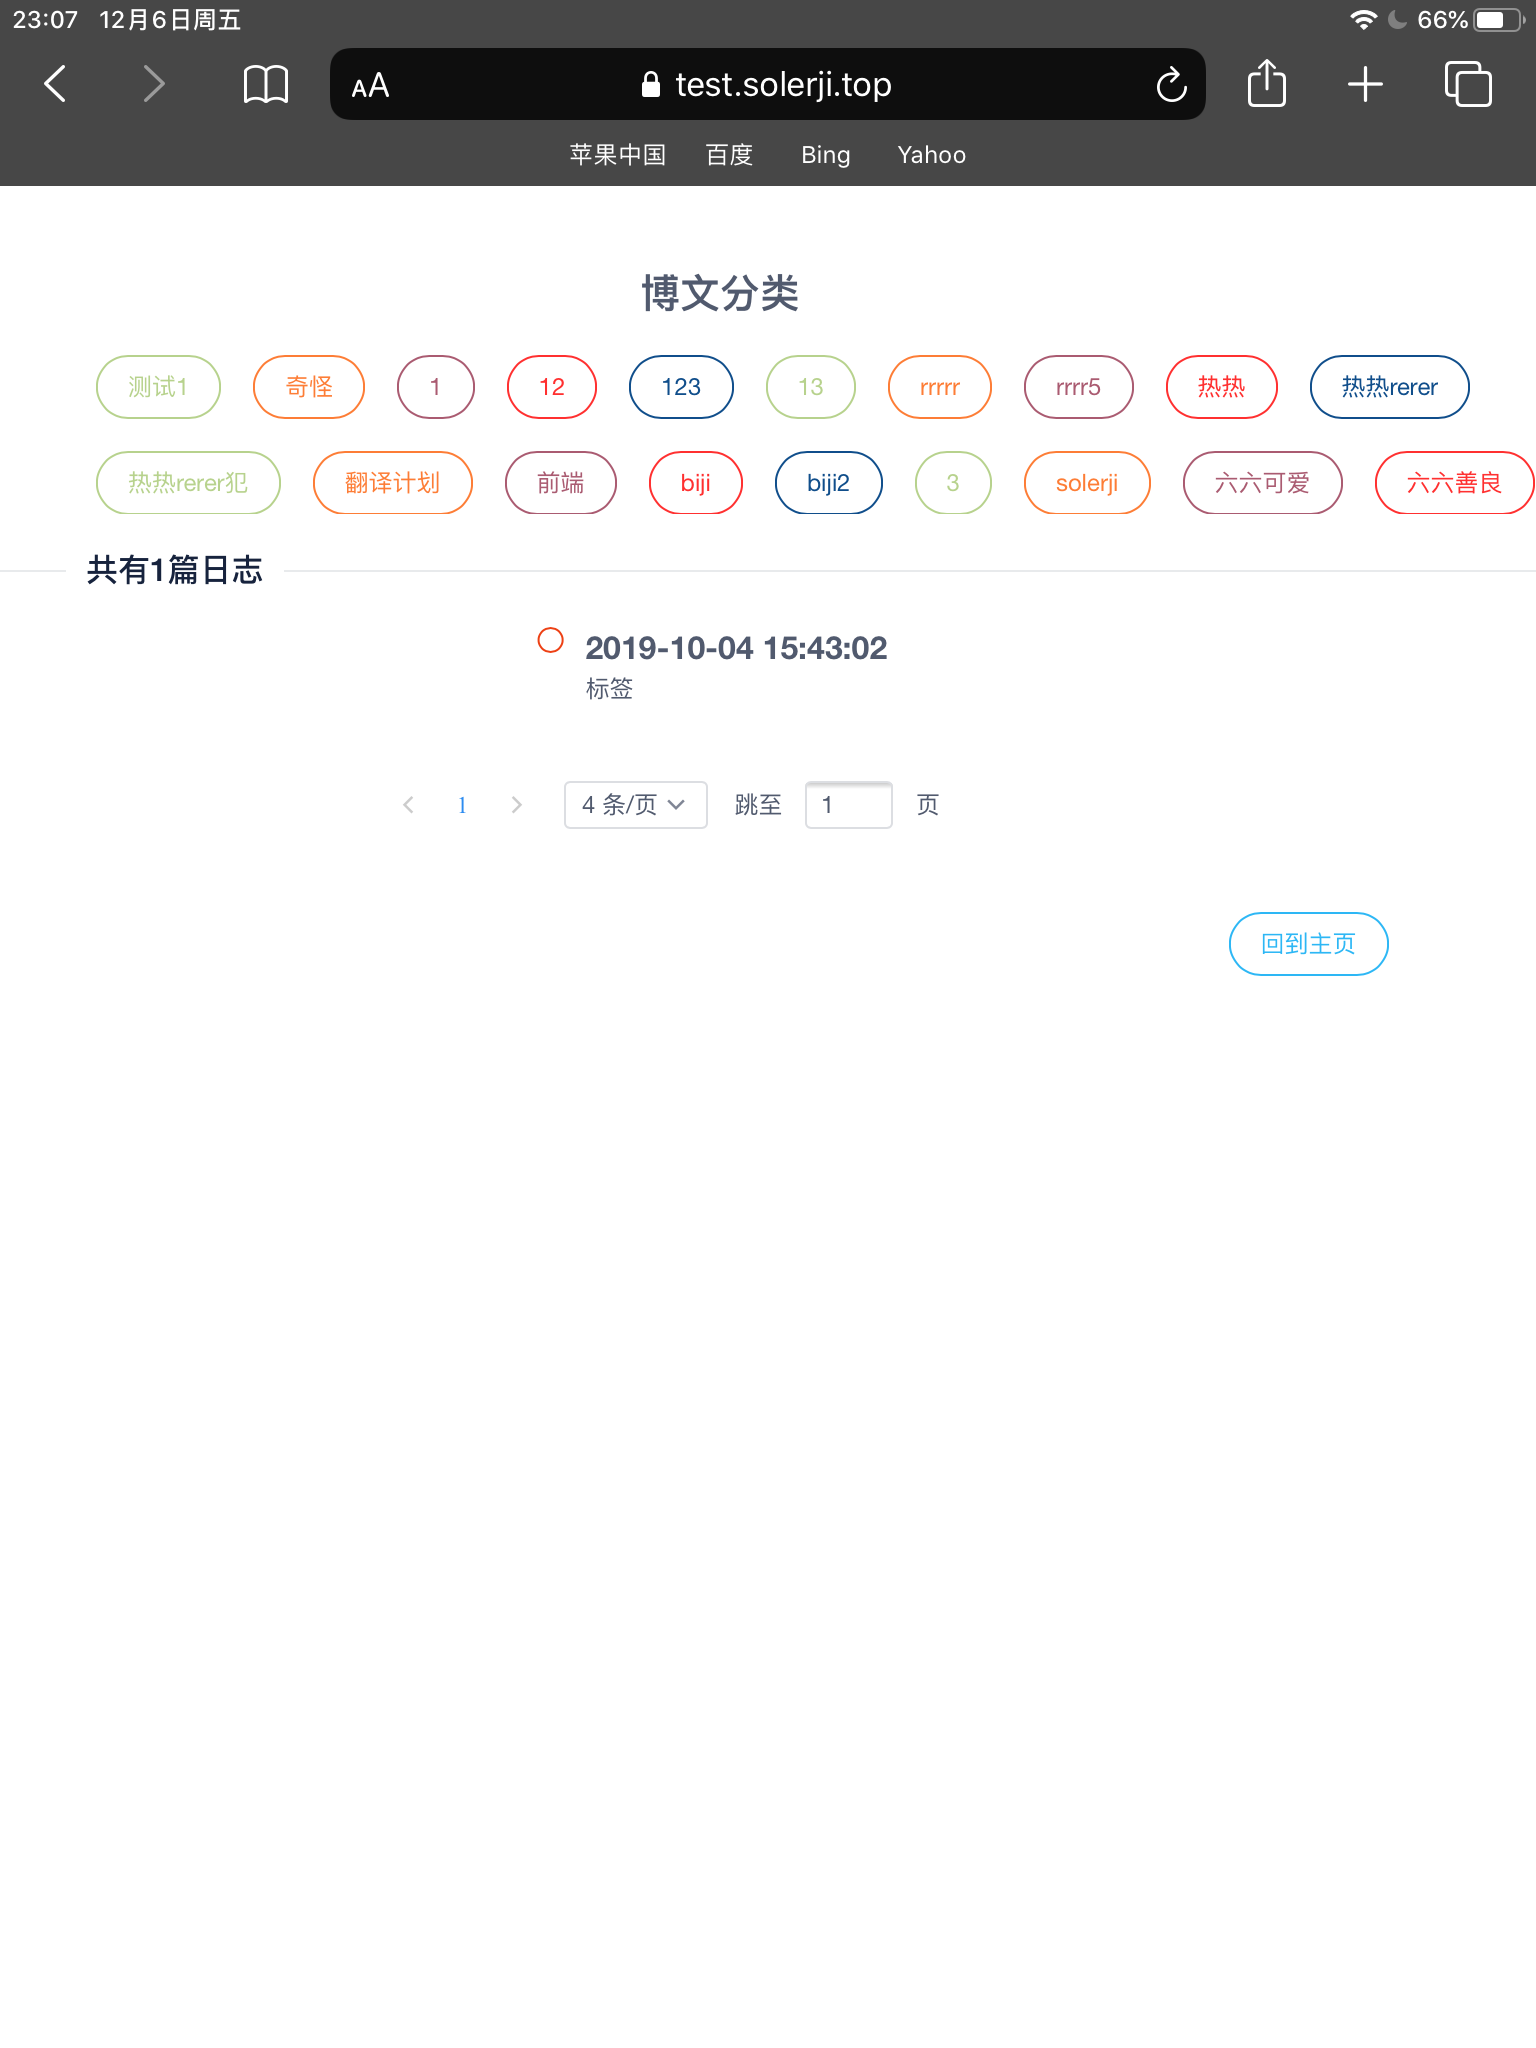 23:07 12月6日周五 66%
AA test.solerji.top
苹果中国 百度 Bing Yahoo
博文分类
测试1 奇怪 1 12 123 13 rrrrr rrrr5 热热 热热rerer
热热rerer犯 翻译计划 前端 biji biji2 3 solerji 六六可爱 六六善良
共有1篇日志
2019-10-04 15:43:02
标签
1 4 条/页 跳至 1 页
回到主页